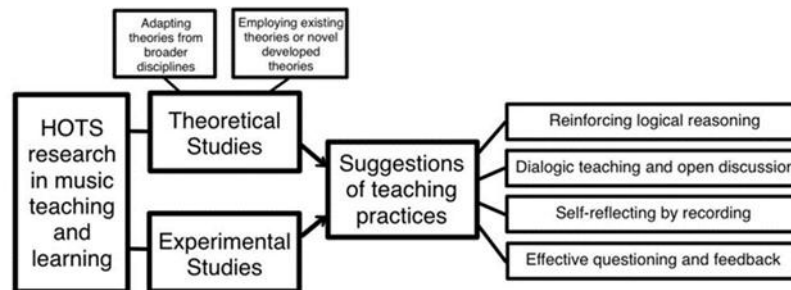 Adapting
theories from
broader
disciplines
Employing existing
theories or novel
developed
theories
HOTS
research
in music
teaching
and
learning
Theoretical
Studies
Experimental
Studies
Suggestions
of teaching
practices
Reinforcing logical reasoning
Dialogic teaching and open discussion
Self-reflecting by recording
Effective questioning and feedback